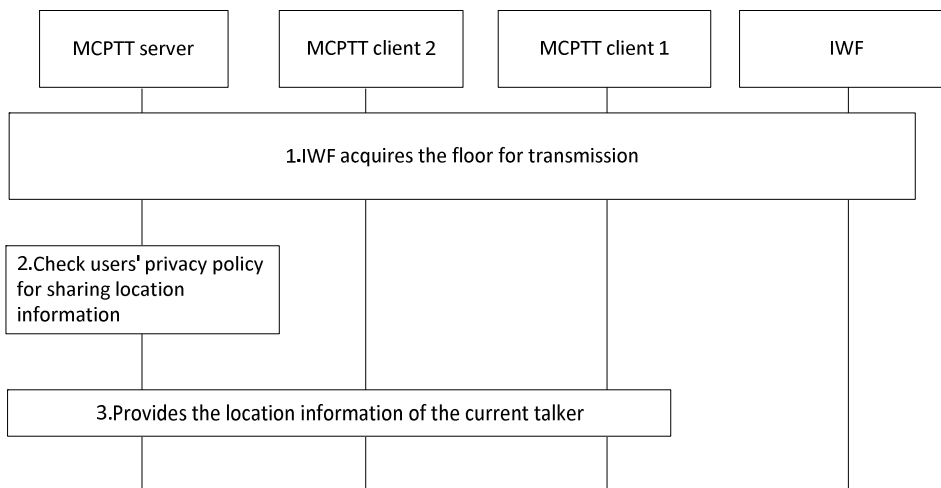 MCPTT server
MCPTT client 2
MCPTT client 1
IWF
1.IWF acquires the floor for transmission
2.Check users' privacy policy
for sharing location
information
3.Provides the location information of the current talker